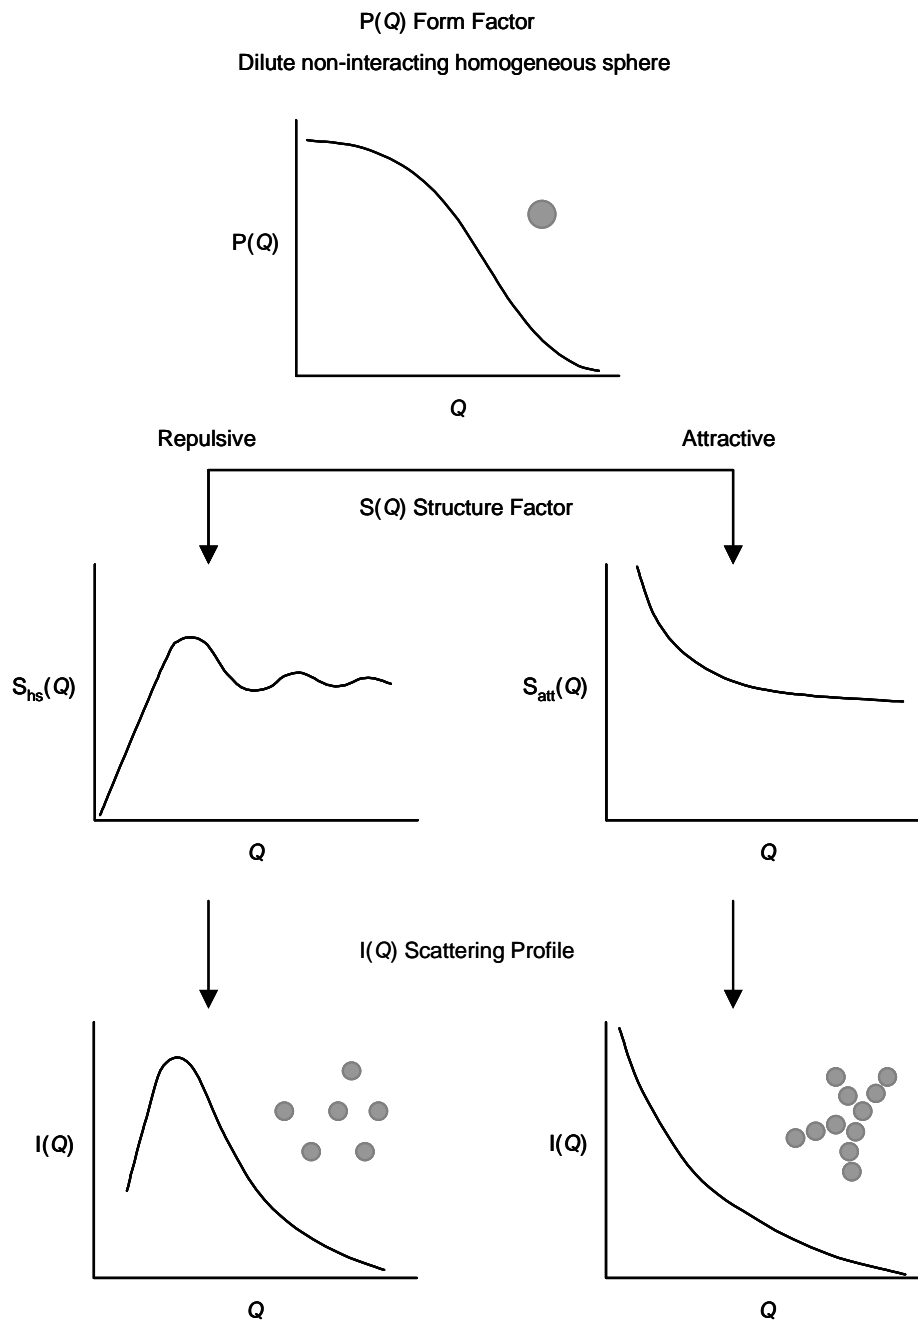 P(Q) Form Factor
Dilute non-interacting homogeneous sphere
P(Q)
Q
Repulsive
Attractive
S(Q) Structure Factor
Shs(Q)
Satt(Q)
Q
Q
I(Q) Scattering Profile
I(Q)
I(Q)
Q
Q